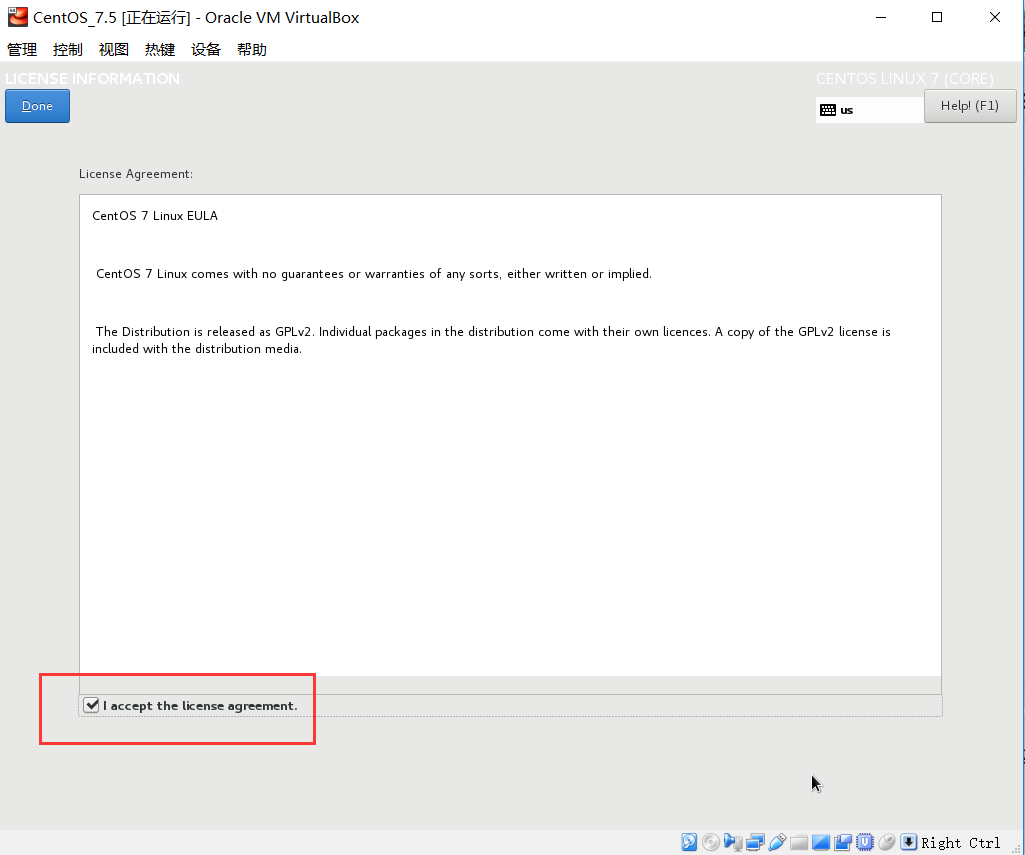 CentOS_7.5 [正在运行] - Oracle VM VirtualBox
管理 控制 视图 热键 设备 帮助
LICENSE INFORMATION
CENTOS LINUX 7 (CORE)
Done
us
Help! (F1)
License Agreement:
CentOS 7 Linux EULA
CentOS 7 Linux comes with no guarantees or warranties of any sorts, either written or implied.
The Distribution is released as GPLv2. Individual packages in the distribution come with their own licences. A copy of the GPLv2 license is
included with the distribution media.
I accept the license agreement.
Right Ctrl